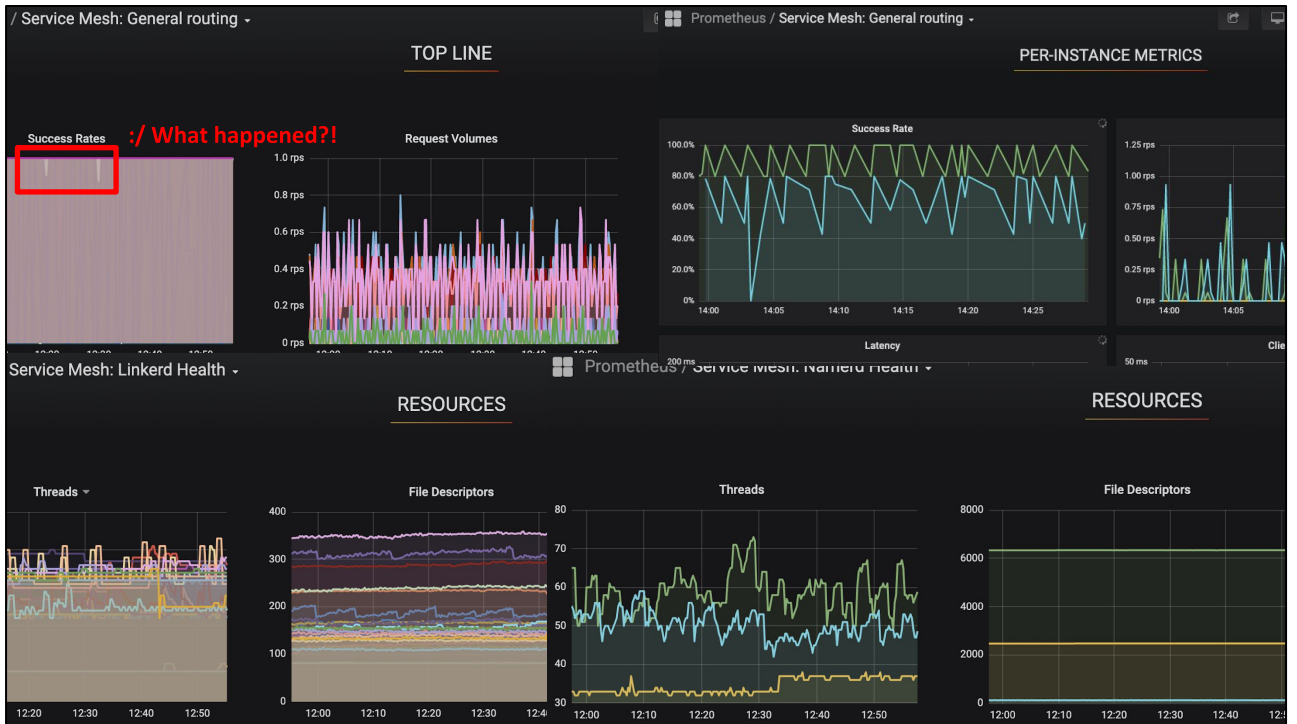 / Service Mesh: General routing
TOP LINE
Success Rates
:/ What happened?!
Request Volumes
1.0 rps
0.8 rps
0.6 rps
0.4 rps
0.2 rps
0 rps
Prometheus / Service Mesh: General routing
PER-INSTANCE METRICS
Success Rate
100.0%
80.0%
60.0%
40.0%
20.0%
0%
14:00 14:05 14:10 14:15 14:20 14:25
1.25 rps
1.00 rps
0.75 rps
0.50 rps
0.25 rps
0 rps
14:00 14:05
Latency
200 ms
Clie
50 ms
Service Mesh: Linkerd Health
RESOURCES
Threads
12:20 12:30 12:40 12:50
File Descriptors
400
300
200
100
0
12:00 12:10 12:20 12:30 12:4
Prometheus / Service Mesh: Namerd Health
RESOURCES
Threads
80
70
60
50
40
30
12:00 12:10 12:20 12:30 12:40 12:50
File Descriptors
8000
6000
4000
2000
0
12:00 12:10 12:20 12:30 12:40 12:5